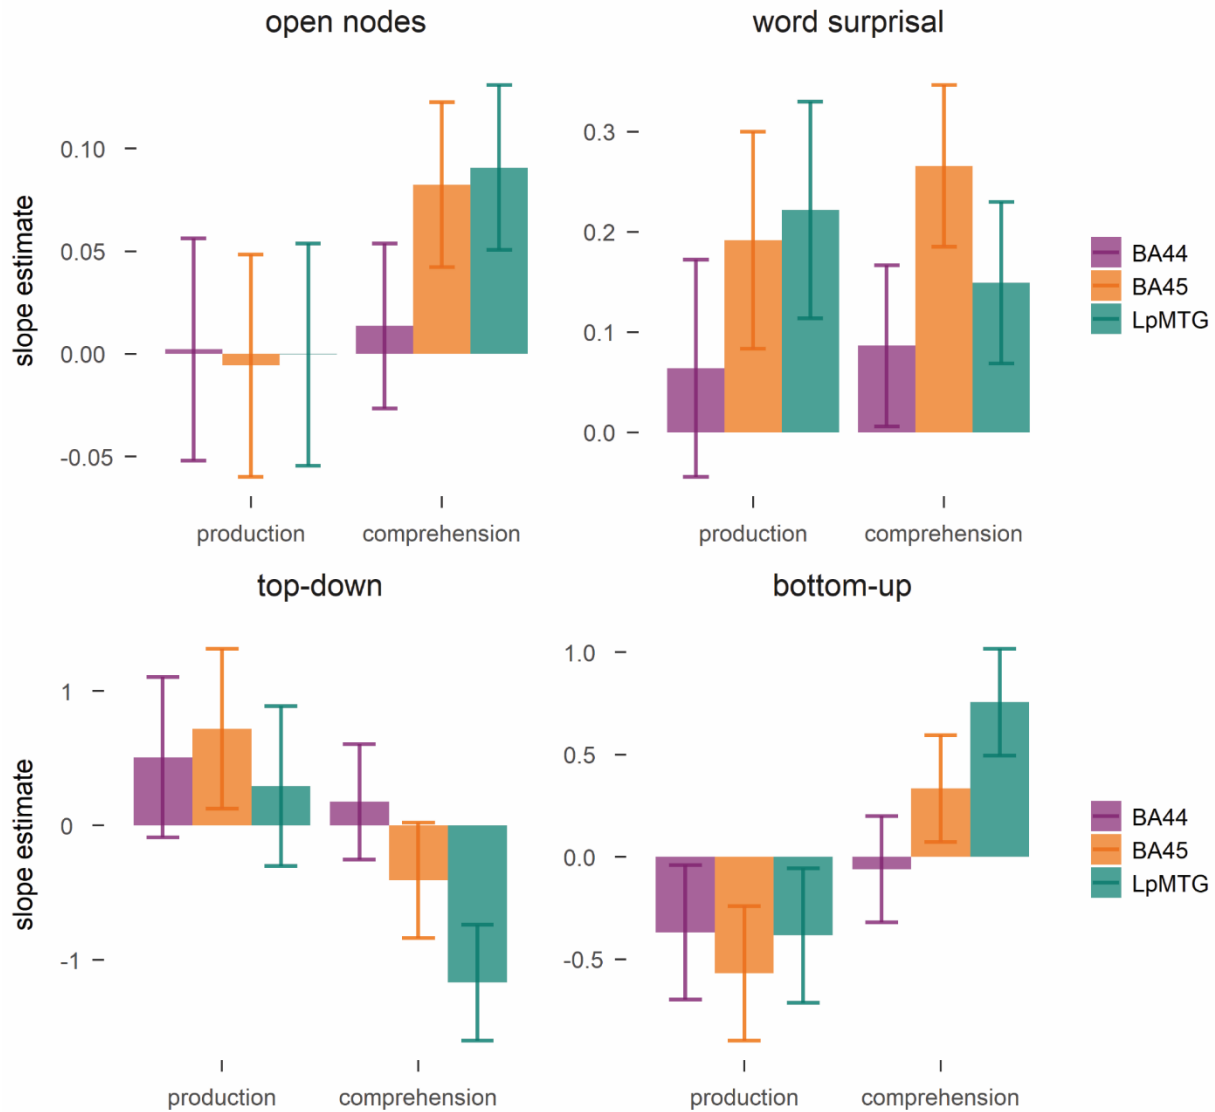 open nodes
word surprisal
slope estimate
0.10
0.05
0.00
-0.05
production
comprehension
0.3
0.2
0.1
0.0
production
comprehension
BA44
BA45
LpMTG
top-down
bottom-up
slope estimate
1
0
-1
production
comprehension
1.0
0.5
0.0
-0.5
production
comprehension
BA44
BA45
LpMTG